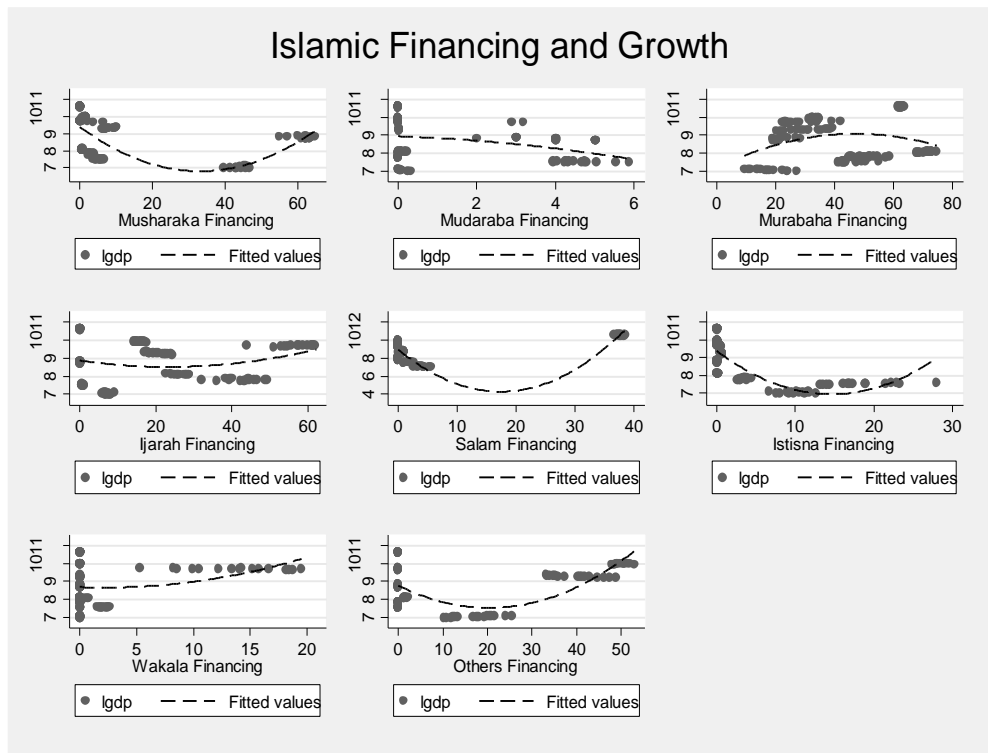 Islamic Financing and Growth
7 8 9 1011
0 20 40 60
Musharaka Financing
lgdp Fitted values
7 8 9 1011
0 2 4 6
Mudaraba Financing
lgdp Fitted values
7 8 9 1011
0 20 40 60 80
Murabaha Financing
lgdp Fitted values
7 8 9 1011
0 20 40 60
Ijarah Financing
lgdp Fitted values
4 6 8 1012
0 10 20 30 40
Salam Financing
lgdp Fitted values
7 8 9 1011
0 10 20 30
Istisna Financing
lgdp Fitted values
7 8 9 1011
0 5 10 15 20
Wakala Financing
lgdp Fitted values
7 8 9 1011
0 10 20 30 40 50
Others Financing
lgdp Fitted values